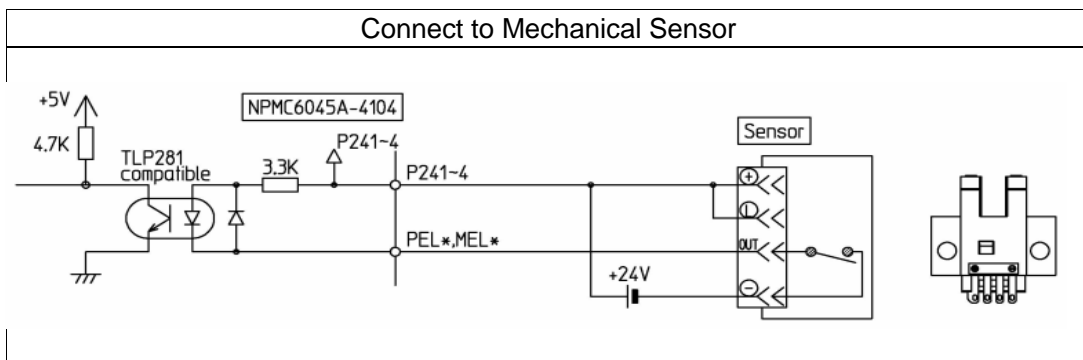 Connect to Mechanical Sensor
+5V
4.7K
TLP281
compatible
NPMC6045A-4104
3.3K
P241~4
P241~4
PEL*,MEL*
+24V
Sensor
+
L
OUT
-